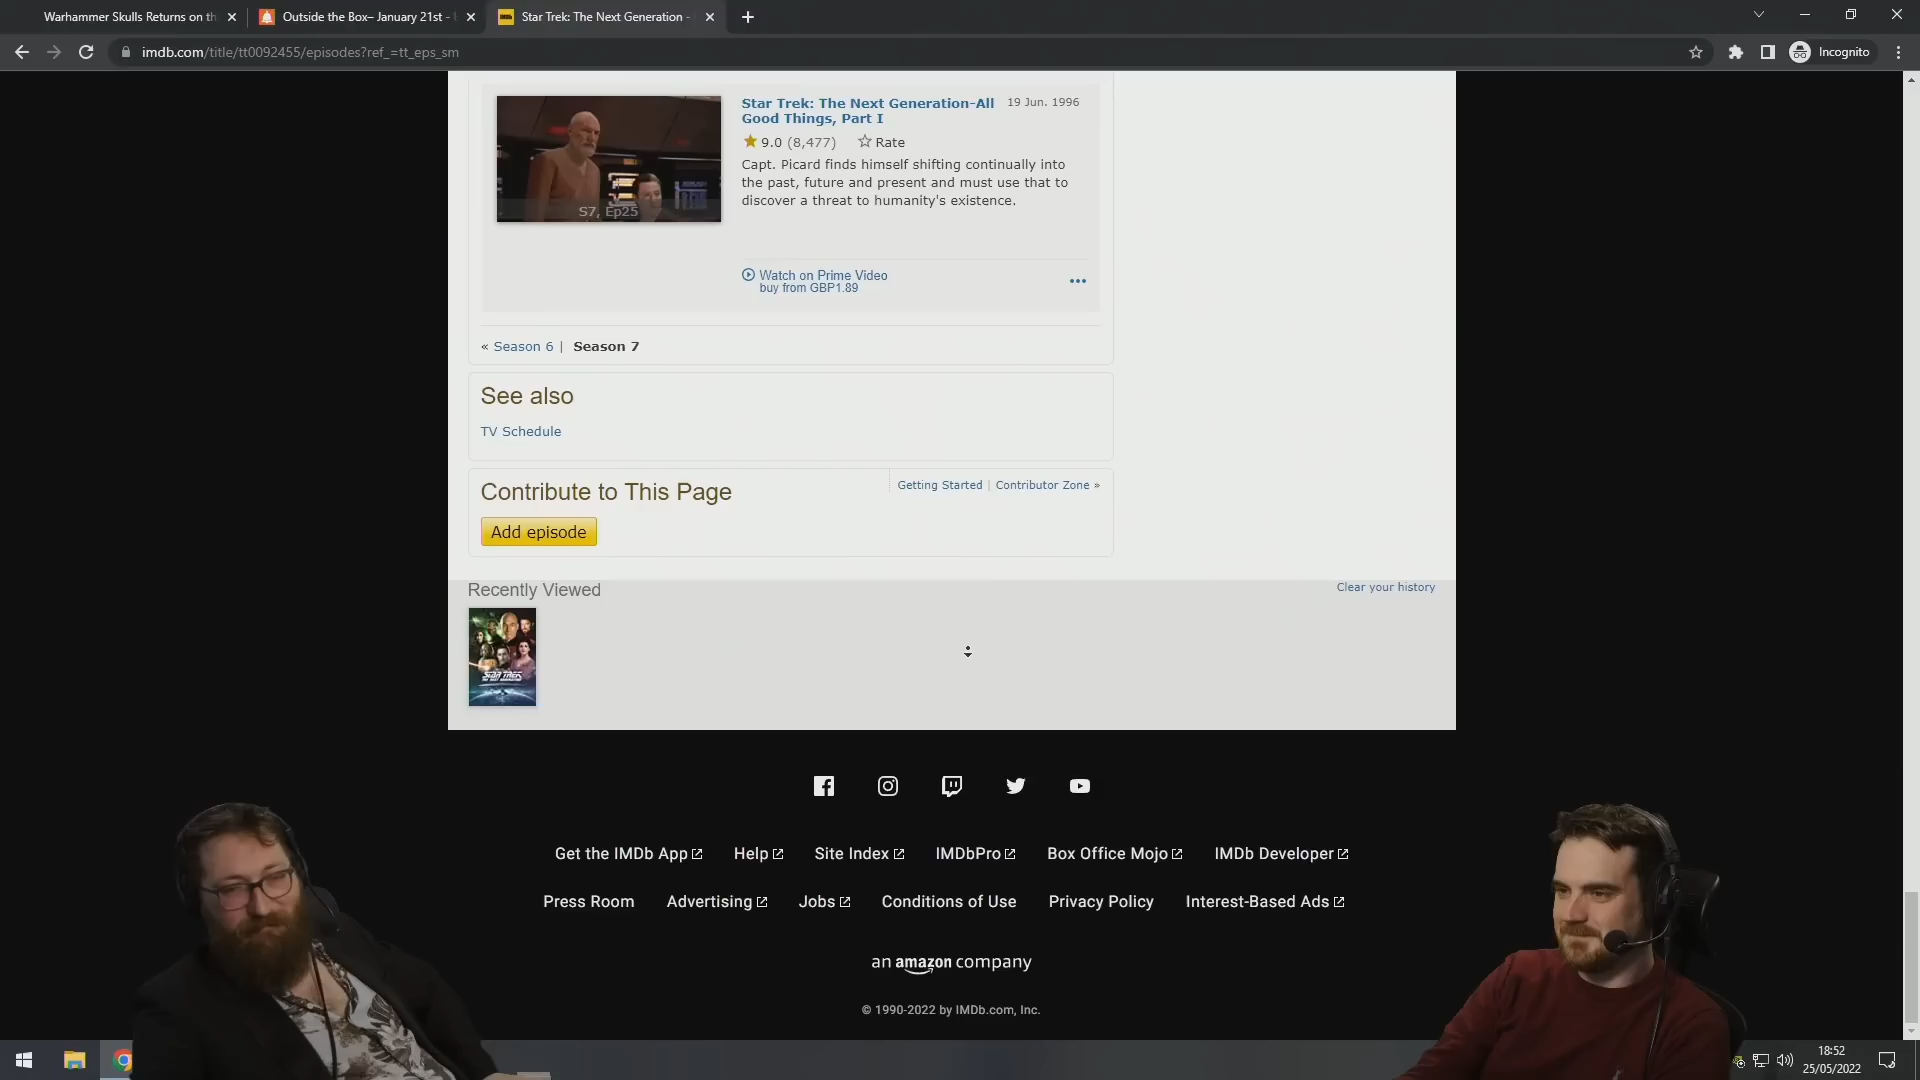 Warhammer Skulls Returns on th
Outside the Box– January 21st -
Star Trek: The Next Generation -
imdb.com/title/tt0092455/episodes?ref_=tt_eps_sm
Incognito
S7, Ep25
Star Trek: The Next Generation-All
Good Things, Part I
19 Jun. 1996
9.0 (8,477)
Rate
Capt. Picard finds himself shifting continually into
the past, future and present and must use that to
discover a threat to humanity's existence.
Watch on Prime Video
buy from GBP1.89
« Season 6 | Season 7
See also
TV Schedule
Contribute to This Page
Getting Started | Contributor Zone »
Add episode
Recently Viewed
Clear your history
STAR TREK
THE NEXT GENERATION
Get the IMDb App
Help
Site Index
IMDbPro
Box Office Mojo
IMDb Developer
Press Room
Advertising
Jobs
Conditions of Use
Privacy Policy
Interest-Based Ads
an amazon company
© 1990-2022 by IMDb.com, Inc.
18:52
25/05/2022